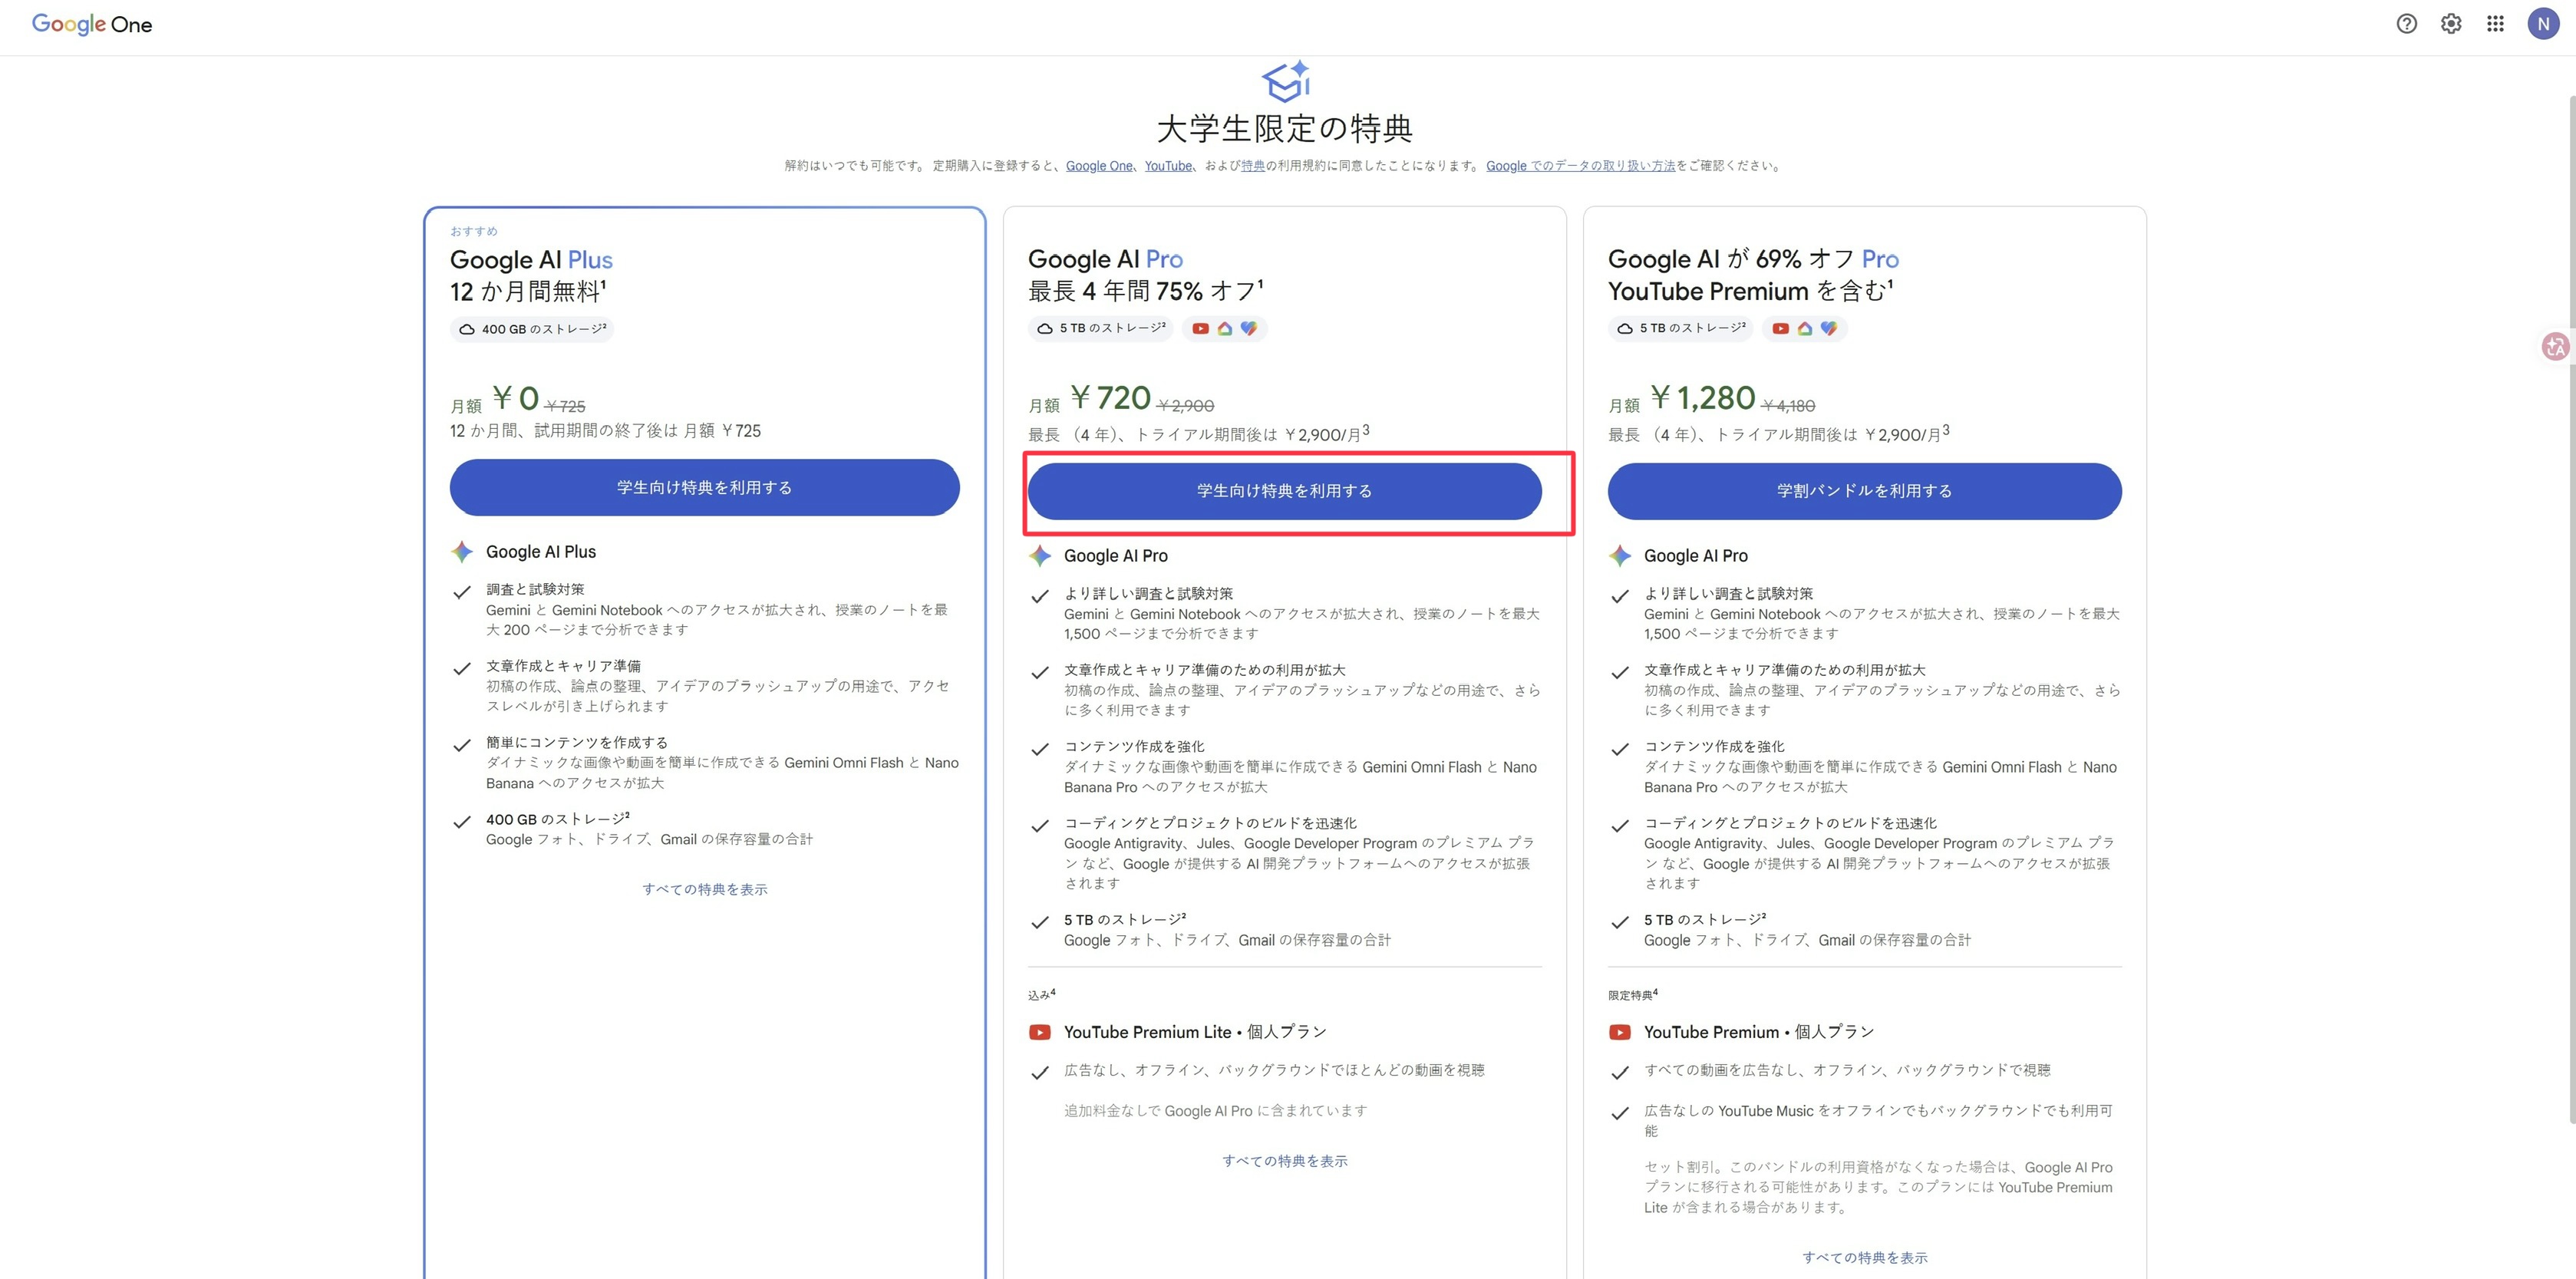 Google One
N
大学生限定の特典
解約はいつでも可能です。 定期購入に登録すると、Google One、YouTube、および特典の利用規約に同意したことになります。 Google でのデータの取り扱い方法をご確認ください。
おすすめ
Google AI Plus
12 か月間無料¹
400 GB のストレージ²
月額 ￥0 ￥725
12 か月間、試用期間の終了後は 月額 ￥725
学生向け特典を利用する
Google AI Plus
調査と試験対策
Gemini と Gemini Notebook へのアクセスが拡大され、授業のノートを最
大 200 ページまで分析できます
文章作成とキャリア準備
初稿の作成、論点の整理、アイデアのブラッシュアップの用途で、アクセ
スレベルが引き上げられます
簡単にコンテンツを作成する
ダイナミックな画像や動画を簡単に作成できる Gemini Omni Flash と Nano
Banana へのアクセスが拡大
400 GB のストレージ²
Google フォト、ドライブ、Gmail の保存容量の合計
すべての特典を表示
Google AI Pro
最長 4 年間 75% オフ¹
5 TB のストレージ²
月額 ￥720 ￥2,900
最長 （4 年）、トライアル期間後は ￥2,900/月³
学生向け特典を利用する
Google AI Pro
より詳しい調査と試験対策
Gemini と Gemini Notebook へのアクセスが拡大され、授業のノートを最大
1,500 ページまで分析できます
文章作成とキャリア準備のための利用が拡大
初稿の作成、論点の整理、アイデアのブラッシュアップなどの用途で、さら
に多く利用できます
コンテンツ作成を強化
ダイナミックな画像や動画を簡単に作成できる Gemini Omni Flash と Nano
Banana Pro へのアクセスが拡大
コーディングとプロジェクトのビルドを迅速化
Google Antigravity、Jules、Google Developer Program のプレミアム プラ
ン など、Google が提供する AI 開発プラットフォームへのアクセスが拡張
されます
5 TB のストレージ²
Google フォト、ドライブ、Gmail の保存容量の合計
込み⁴
YouTube Premium Lite • 個人プラン
広告なし、オフライン、バックグラウンドでほとんどの動画を視聴
追加料金なしで Google AI Pro に含まれています
すべての特典を表示
Google AI が 69% オフ Pro
YouTube Premium を含む¹
5 TB のストレージ²
月額 ￥1,280 ￥4,180
最長 （4 年）、トライアル期間後は ￥2,900/月³
学割バンドルを利用する
Google AI Pro
より詳しい調査と試験対策
Gemini と Gemini Notebook へのアクセスが拡大され、授業のノートを最大
1,500 ページまで分析できます
文章作成とキャリア準備のための利用が拡大
初稿の作成、論点の整理、アイデアのブラッシュアップなどの用途で、さら
に多く利用できます
コンテンツ作成を強化
ダイナミックな画像や動画を簡単に作成できる Gemini Omni Flash と Nano
Banana Pro へのアクセスが拡大
コーディングとプロジェクトのビルドを迅速化
Google Antigravity、Jules、Google Developer Program のプレミアム プラ
ン など、Google が提供する AI 開発プラットフォームへのアクセスが拡張
されます
5 TB のストレージ²
Google フォト、ドライブ、Gmail の保存容量の合計
限定特典⁴
YouTube Premium • 個人プラン
すべての動画を広告なし、オフライン、バックグラウンドで視聴
広告なしの YouTube Music をオフラインでもバックグラウンドでも利用可
能
セット割引。このバンドルの利用資格がなくなった場合は、Google AI Pro
プランに移行される可能性があります。このプランには YouTube Premium
Lite が含まれる場合があります。
すべての特典を表示